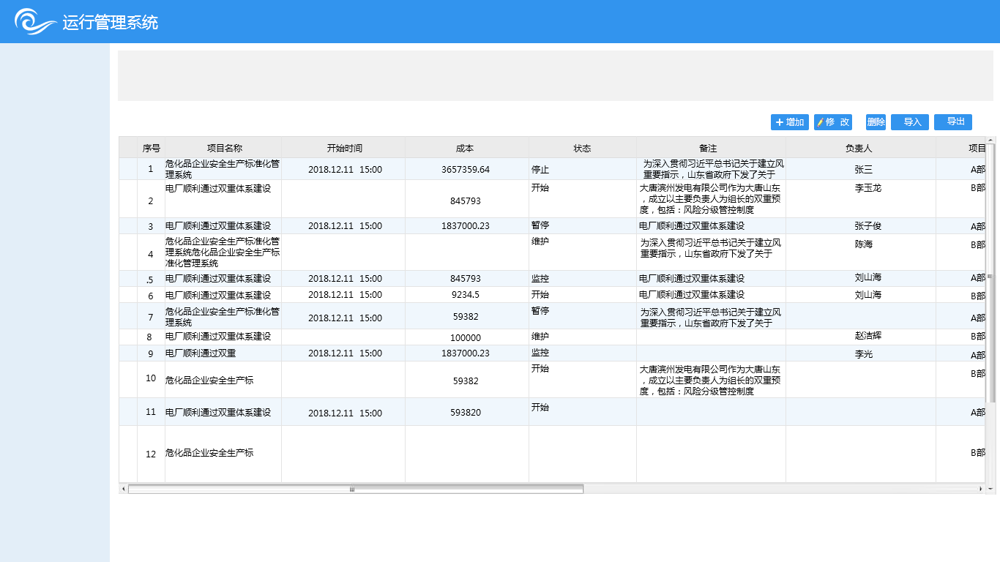 运行管理系统
增加 修 改 删除 导入 导出
序号 项目名称 开始时间 成本 状态 备注 负责人 项目
1 危化品企业安全生产标准化管 2018.12.11 15:00 3657359.64 停止 为深入贯彻习近平总书记关于建立风 张三 A部
理系统 重要指示，山东省政府下发了关于
2 电厂顺利通过双重体系建设 845793 开始 大唐滨州发电有限公司作为大唐山东 李玉龙 B部
，成立以主要负责人为组长的双重预
度，包括：风险分级管控制度
3 电厂顺利通过双重体系建设 2018.12.11 15:00 1837000.23 暂停 电厂顺利通过双重体系建设 张子俊 A部
4 危化品企业安全生产标准化管 维护 为深入贯彻习近平总书记关于建立风 陈海 B部
理系统危化品企业安全生产标 重要指示，山东省政府下发了关于
准化管理系统
.5 电厂顺利通过双重体系建设 2018.12.11 15:00 845793 监控 电厂顺利通过双重体系建设 刘山海 A部
6 电厂顺利通过双重体系建设 2018.12.11 15:00 9234.5 开始 电厂顺利通过双重体系建设 刘山海 B部
7 危化品企业安全生产标准化管 2018.12.11 15:00 59382 暂停 为深入贯彻习近平总书记关于建立风 A部
理系统 重要指示，山东省政府下发了关于
8 电厂顺利通过双重体系建设 100000 维护 赵洁辉 B部
9 电厂顺利通过双重 2018.12.11 15:00 1837000.23 监控 李光 A部
10 危化品企业安全生产标 59382 开始 大唐滨州发电有限公司作为大唐山东 B部
，成立以主要负责人为组长的双重预
度，包括：风险分级管控制度
11 电厂顺利通过双重体系建设 2018.12.11 15:00 593820 开始 A部
12 危化品企业安全生产标 B部